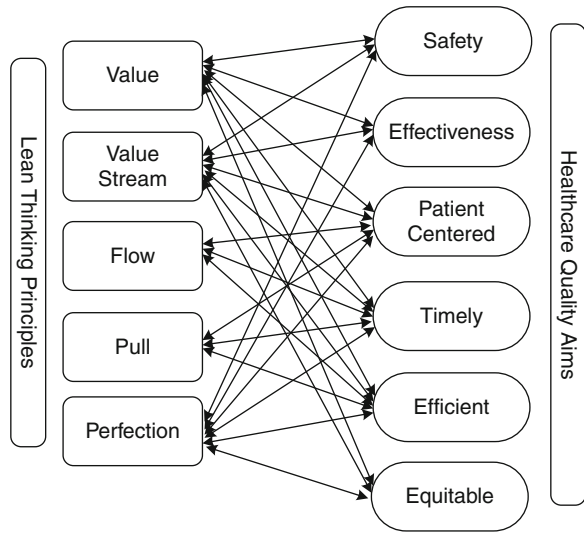 Lean Thinking Principles
Value
Value
Stream
Flow
Pull
Perfection
Safety
Effectiveness
Patient
Centered
Timely
Efficient
Equitable
Healthcare Quality Aims